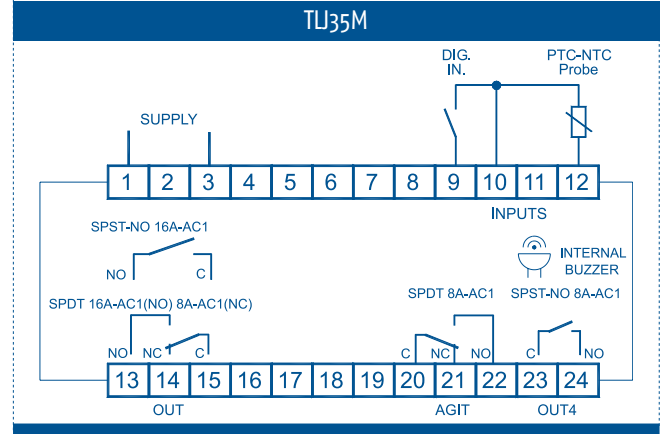 TLJ35M
DIG.
IN.
PTC-NTC
Probe
SUPPLY
1 2 3 4 5 6 7 8 9 10 11 12
INPUTS
SPST-NO 16A-AC1
NO C
INTERNAL
BUZZER
SPDT 16A-AC1(NO) 8A-AC1(NC)
SPDT 8A-AC1
SPST-NO 8A-AC1
NO NC C C NC NO C NO
13 14 15 16 17 18 19 20 21 22 23 24
OUT AGIT OUT4